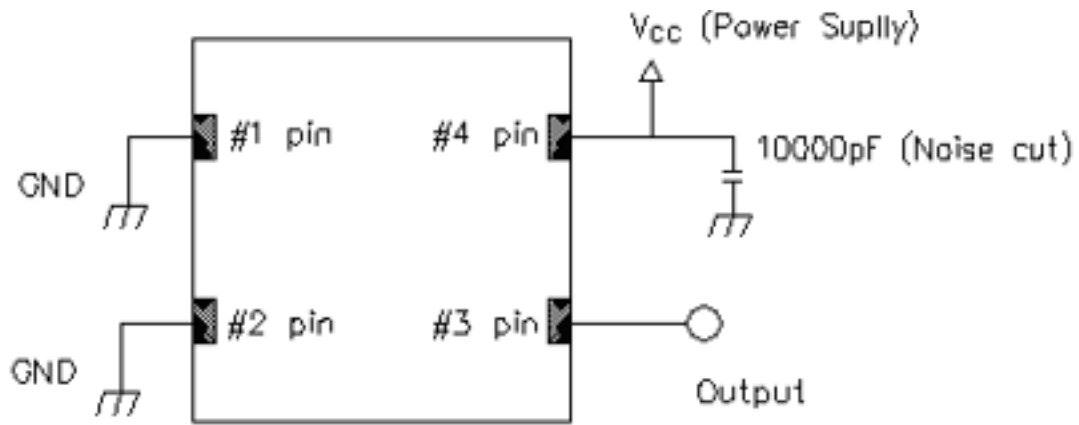 VCC (Power Suplly)
#1 pin
#4 pin
10000pF (Noise cut)
GND
#2 pin
#3 pin
GND
Output